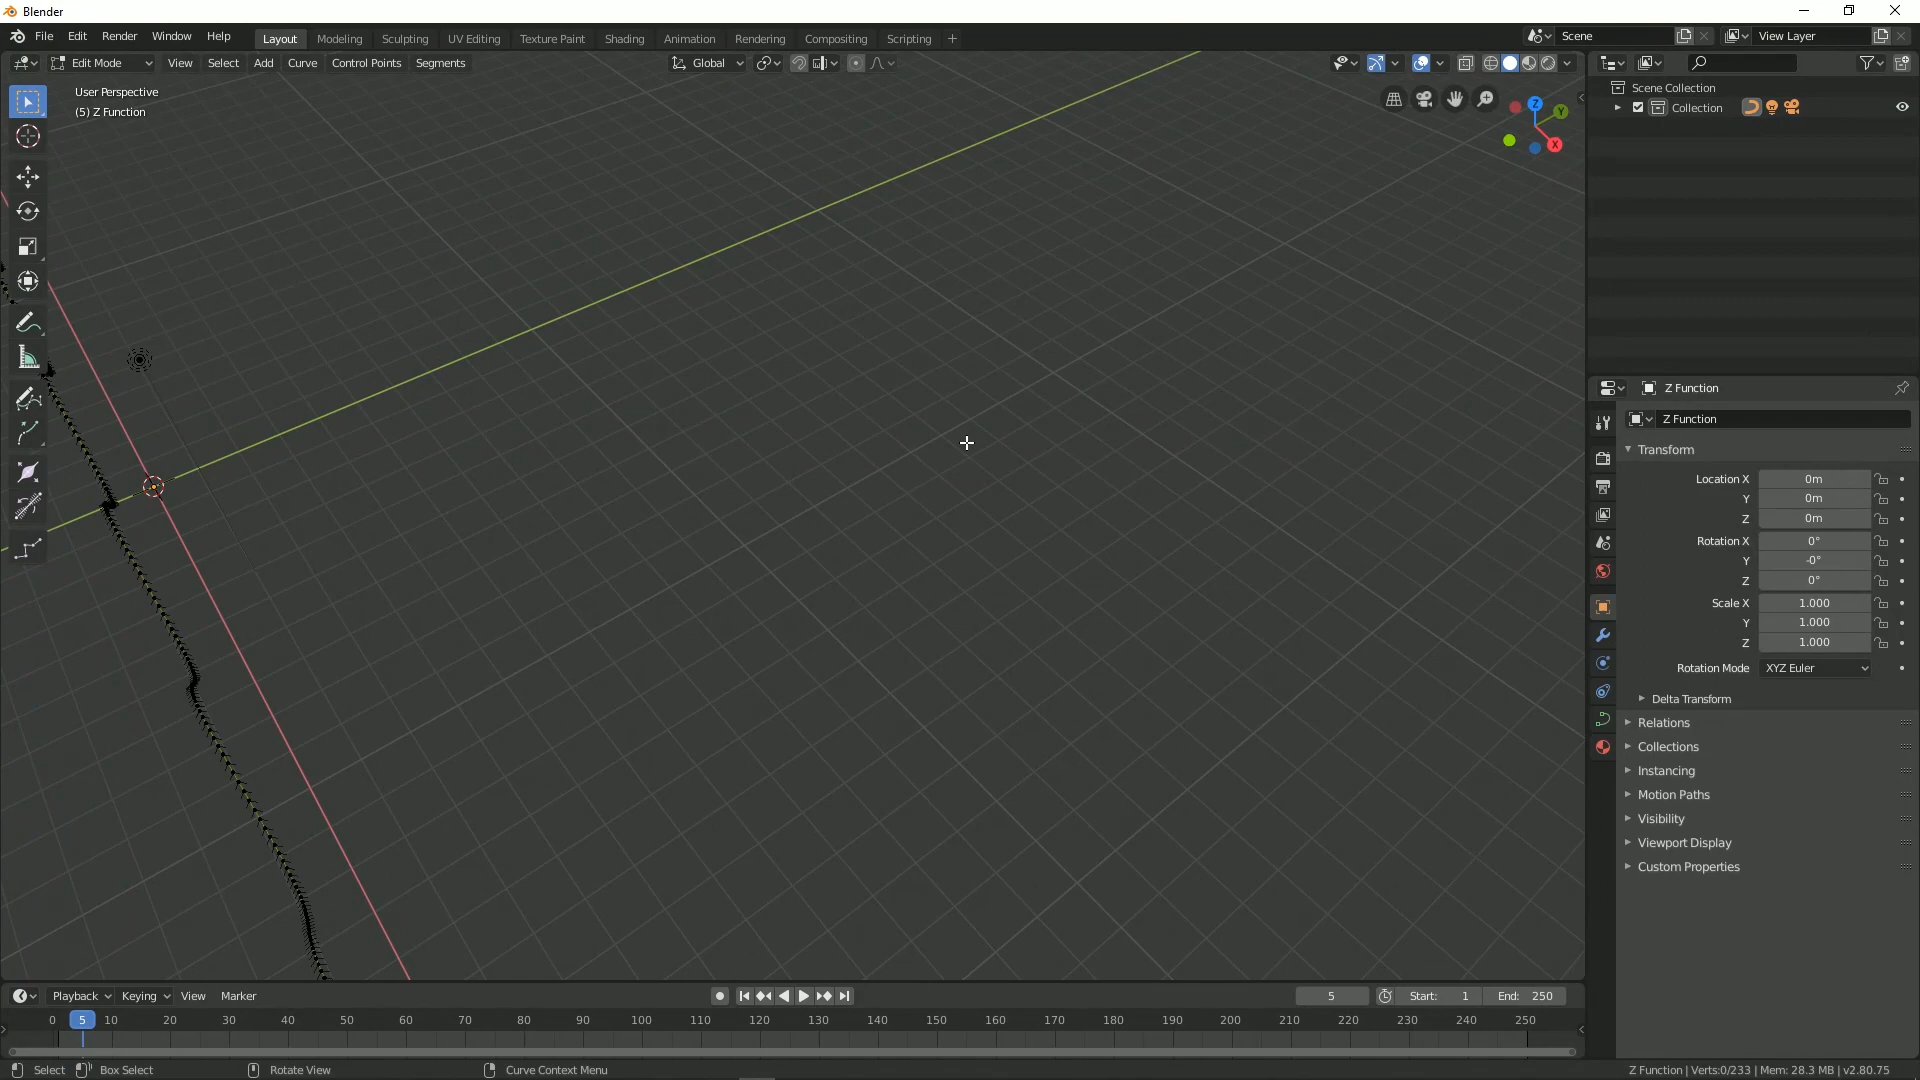 Blender
File Edit Render Window Help Layout Modeling Sculpting UV Editing Texture Paint Shading Animation Rendering Compositing Scripting + Scene View Layer
Edit Mode View Select Add Curve Control Points Segments Global
User Perspective
(5) Z Function
Z Y X
Scene Collection
Collection
Z Function
Z Function
Transform
Location X 0m
Y 0m
Z 0m
Rotation X 0°
Y -0°
Z 0°
Scale X 1.000
Y 1.000
Z 1.000
Rotation Mode XYZ Euler
Delta Transform
Relations
Collections
Instancing
Motion Paths
Visibility
Viewport Display
Custom Properties
Playback Keying View Marker 5 Start: 1 End: 250
0 5 10 20 30 40 50 60 70 80 90 100 110 120 130 140 150 160 170 180 190 200 210 220 230 240 250
Select Box Select Rotate View Curve Context Menu Z Function | Verts:0/233 | Mem: 28.3 MB | v2.80.75